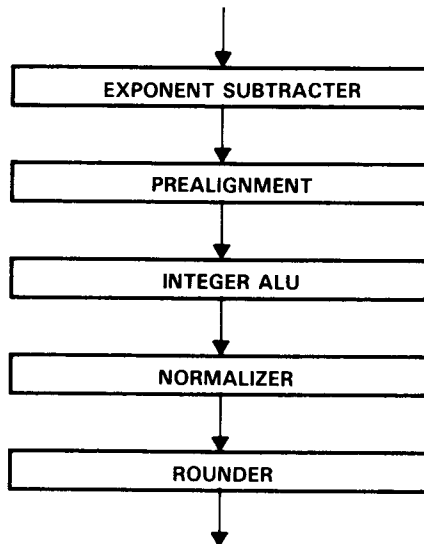 EXPONENT SUBTRACTER
PREALIGNMENT
INTEGER ALU
NORMALIZER
ROUNDER